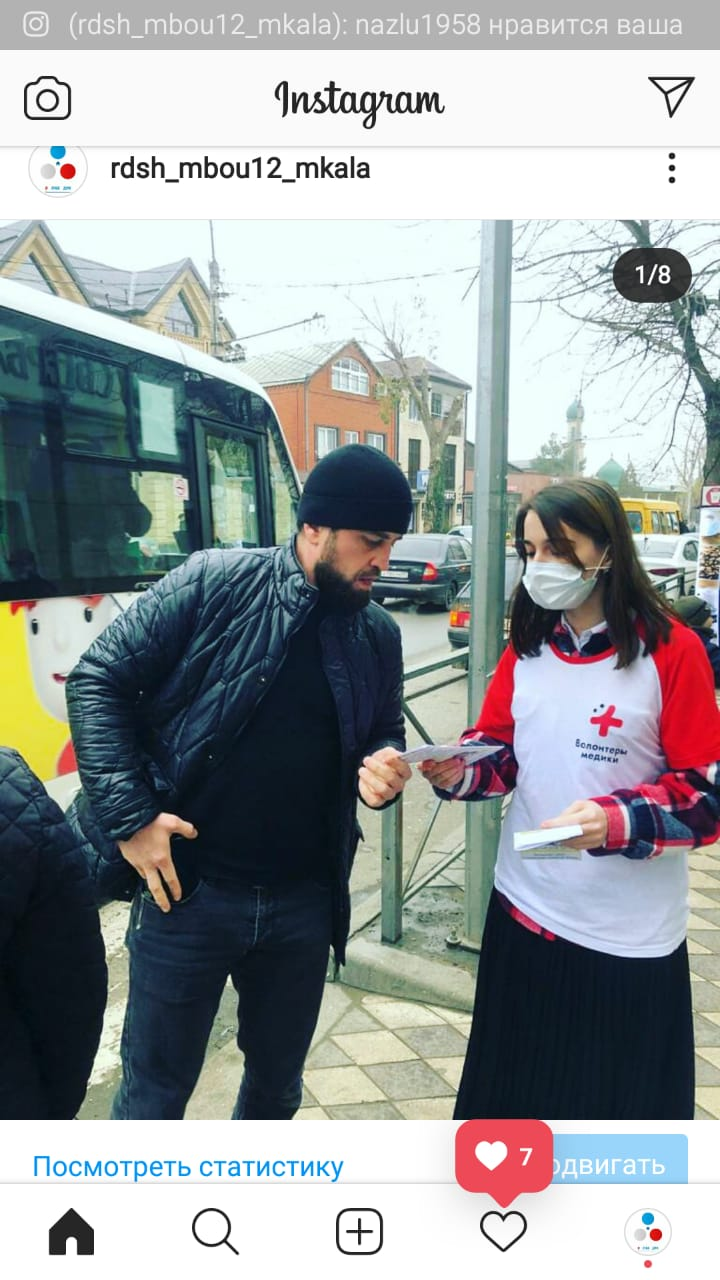 (rdsh_mbou12_mkala): nazlu1958 нравится ваша
Instagram
rdsh_mbou12_mkala
1/8
Волонтеры
медики
Посмотреть статистику
одвигать
7